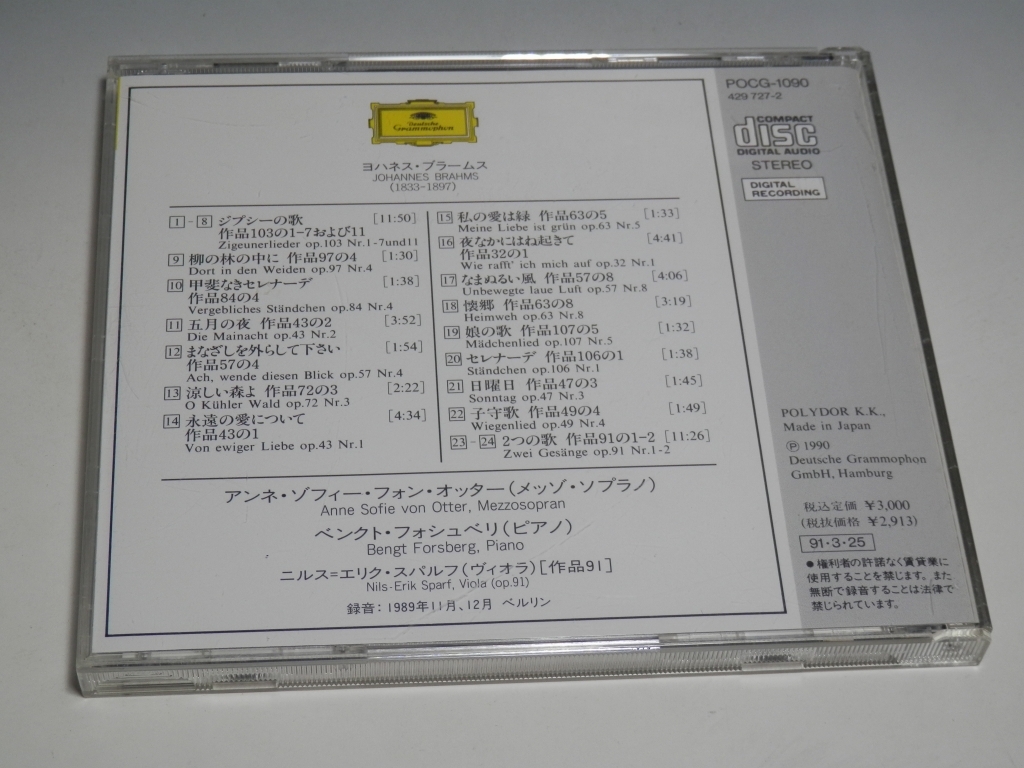 Deutsche
Grammophon
ヨハネス・ブラームス
JOHANNES BRAHMS
(1833-1897)
1 - 8 ジプシーの歌 [11:50]
作品103の1-7および11
Zigeunerlieder op.103 Nr.1-7und11
9 柳の林の中に 作品97の4 [1:30]
Dort in den Weiden op.97 Nr.4
10 甲斐なきセレナーデ [1:38]
作品84の4
Vergebliches Ständchen op.84 Nr.4
11 五月の夜 作品43の2 [3:52]
Die Mainacht op.43 Nr.2
12 まなざしを外らして下さい [1:54]
作品57の4
Ach, wende diesen Blick op.57 Nr.4
13 涼しい森よ 作品72の3 [2:22]
O Kühler Wald op.72 Nr.3
14 永遠の愛について [4:34]
作品43の1
Von ewiger Liebe op.43 Nr.1
15 私の愛は緑 作品63の5 [1:33]
Meine Liebe ist grün op.63 Nr.5
16 夜なかにはね起きて [4:41]
作品32の1
Wie rafft' ich mich auf op.32 Nr.1
17 なまぬるい風 作品57の8 [4:06]
Unbewegte laue Luft op.57 Nr.8
18 懐郷 作品63の8 [3:19]
Heimweh op.63 Nr.8
19 娘の歌 作品107の5 [1:32]
Mädchenlied op.107 Nr.5
20 セレナーデ 作品106の1 [1:38]
Ständchen op.106 Nr.1
21 日曜日 作品47の3 [1:45]
Sonntag op.47 Nr.3
22 子守歌 作品49の4 [1:49]
Wiegenlied op.49 Nr.4
23 - 24 2つの歌 作品91の1-2 [11:26]
Zwei Gesänge op.91 Nr.1-2
アンネ・ゾフィー・フォン・オッター(メッゾ・ソプラノ)
Anne Sofie von Otter, Mezzosopran
ベンクト・フォシュベリ(ピアノ)
Bengt Forsberg, Piano
ニルス=エリク・スパルフ(ヴィオラ)[作品91]
Nils-Erik Sparf, Viola (op.91)
録音:1989年11月、12月 ベルリン
POCG-1090
429 727-2
COMPACT
disc
DIGITAL AUDIO
STEREO
DIGITAL
RECORDING
POLYDOR K.K.,
Made in Japan
Ⓟ 1990
Deutsche Grammophon
GmbH, Hamburg
税込定価 ¥3,000
(税抜価格 ¥2,913)
91・3・25
●権利者の許諾なく賃貸業に
使用することを禁じます。また
無断で録音することは法律で
禁じられています。